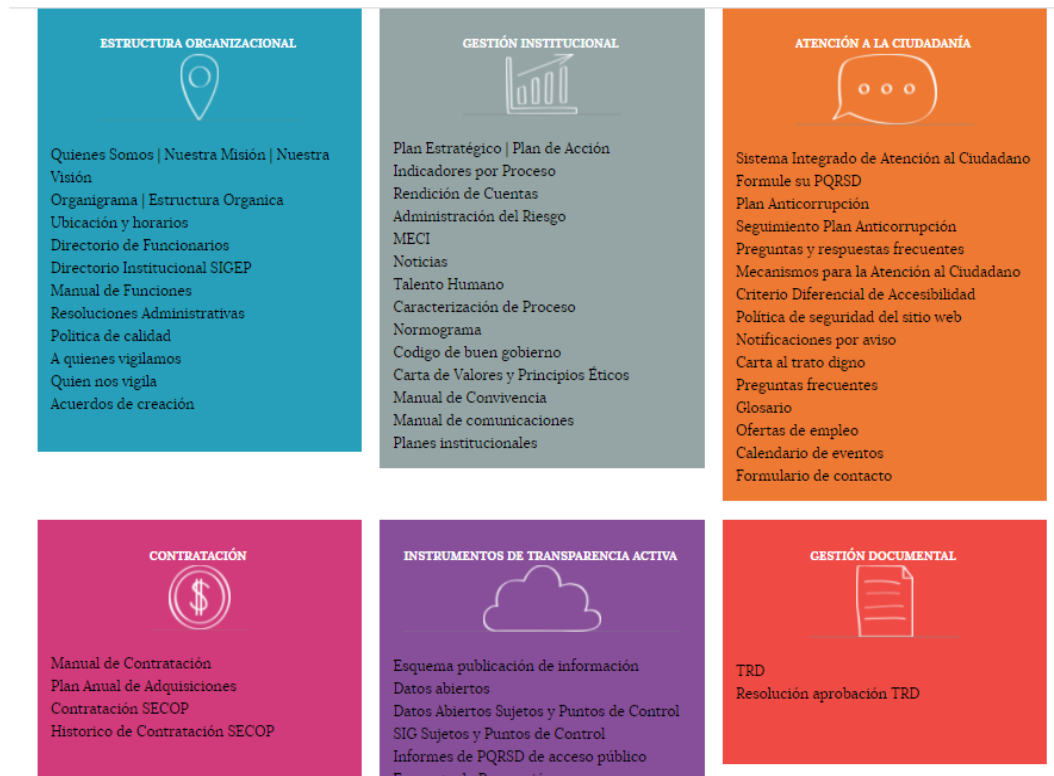 ESTRUCTURA ORGANIZACIONAL
Quienes Somos | Nuestra Misión | Nuestra
Visión
Organigrama | Estructura Organica
Ubicación y horarios
Directorio de Funcionarios
Directorio Institucional SIGEP
Manual de Funciones
Resoluciones Administrativas
Politica de calidad
A quienes vigilamos
Quien nos vigila
Acuerdos de creación
GESTIÓN INSTITUCIONAL
Plan Estratégico | Plan de Acción
Indicadores por Proceso
Rendición de Cuentas
Administración del Riesgo
MECI
Noticias
Talento Humano
Caracterización de Proceso
Normograma
Codigo de buen gobierno
Carta de Valores y Principios Éticos
Manual de Convivencia
Manual de comunicaciones
Planes institucionales
ATENCIÓN A LA CIUDADANÍA
Sistema Integrado de Atención al Ciudadano
Formule su PQRSD
Plan Anticorrupción
Seguimiento Plan Anticorrupción
Preguntas y respuestas frecuentes
Mecanismos para la Atención al Ciudadano
Criterio Diferencial de Accesibilidad
Política de seguridad del sitio web
Notificaciones por aviso
Carta al trato digno
Preguntas frecuentes
Glosario
Ofertas de empleo
Calendario de eventos
Formulario de contacto
CONTRATACIÓN
$
Manual de Contratación
Plan Anual de Adquisiciones
Contratación SECOP
Historico de Contratación SECOP
INSTRUMENTOS DE TRANSPARENCIA ACTIVA
Esquema publicación de información
Datos abiertos
Datos Abiertos Sujetos y Puntos de Control
SIG Sujetos y Puntos de Control
Informes de PQRSD de acceso público
GESTIÓN DOCUMENTAL
TRD
Resolución aprobación TRD